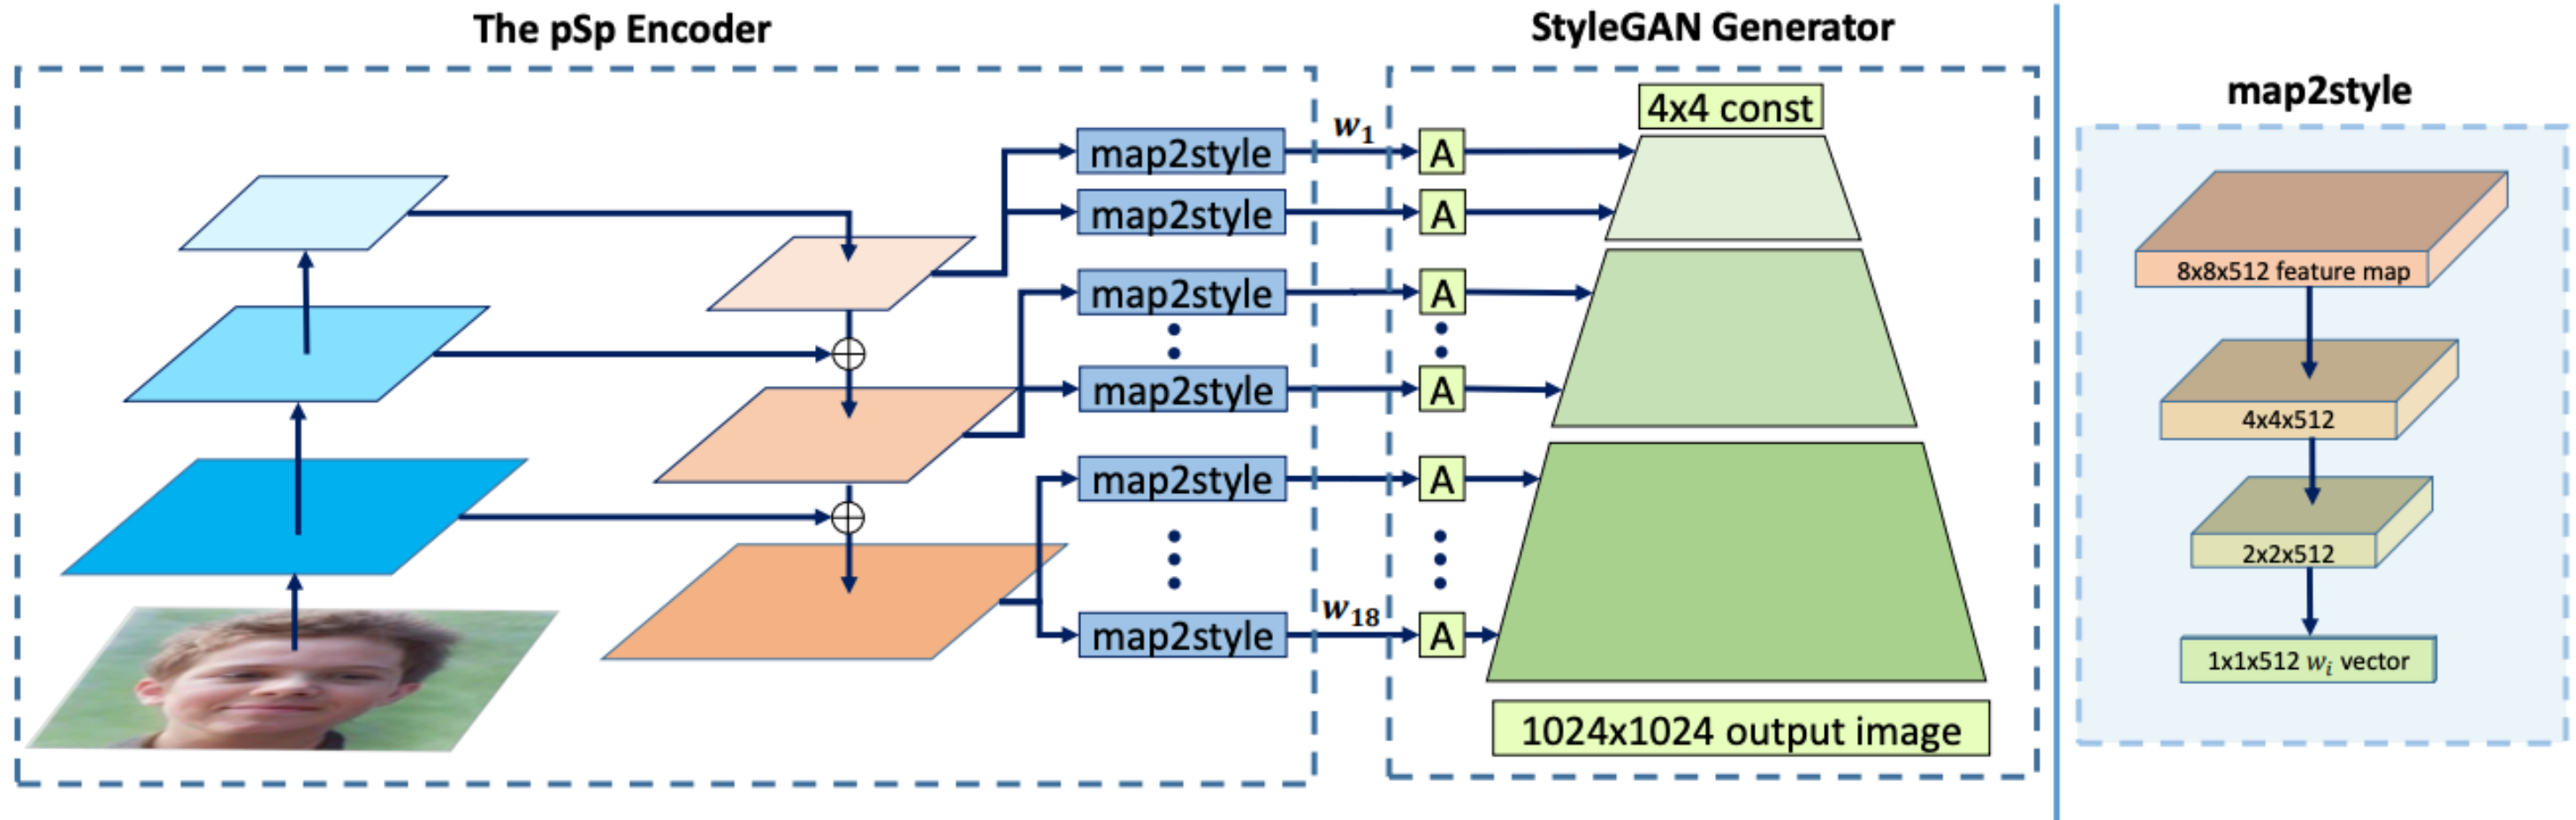 The pSp Encoder
StyleGAN Generator
map2style
4x4 const
map2style
w₁
A
map2style
A
map2style
A
map2style
A
map2style
A
map2style
w₁₈
A
1024x1024 output image
8x8x512 feature map
4x4x512
2x2x512
1x1x512 wᵢ vector